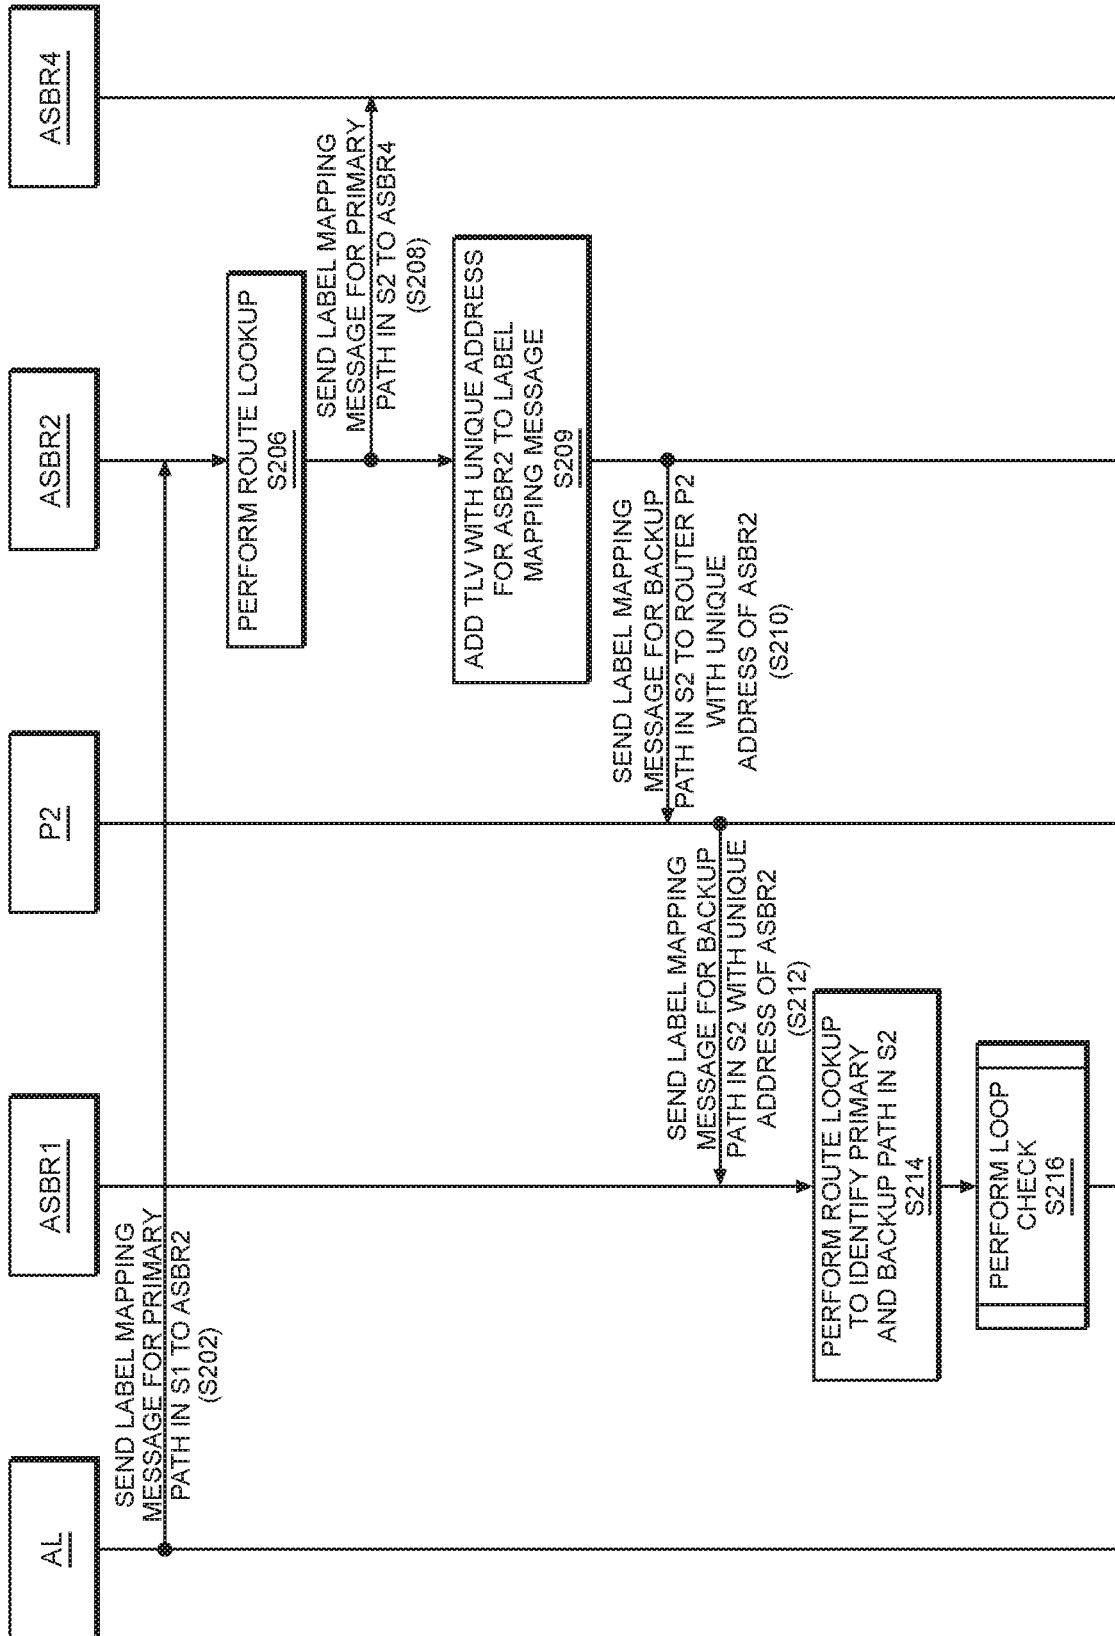 AL
ASBR1
P2
ASBR2
ASBR4
SEND LABEL MAPPING
MESSAGE FOR PRIMARY
PATH IN S1 TO ASBR2
(S202)
PERFORM ROUTE LOOKUP
S206
SEND LABEL MAPPING
MESSAGE FOR PRIMARY
PATH IN S2 TO ASBR4
(S208)
ADD TLV WITH UNIQUE ADDRESS
FOR ASBR2 TO LABEL
MAPPING MESSAGE
S209
SEND LABEL MAPPING
MESSAGE FOR BACKUP
PATH IN S2 TO ROUTER P2
WITH UNIQUE
ADDRESS OF ASBR2
(S210)
SEND LABEL MAPPING
MESSAGE FOR BACKUP
PATH IN S2 WITH UNIQUE
ADDRESS OF ASBR2
(S212)
PERFORM ROUTE LOOKUP
TO IDENTIFY PRIMARY
AND BACKUP PATH IN S2
S214
PERFORM LOOP
CHECK
S216